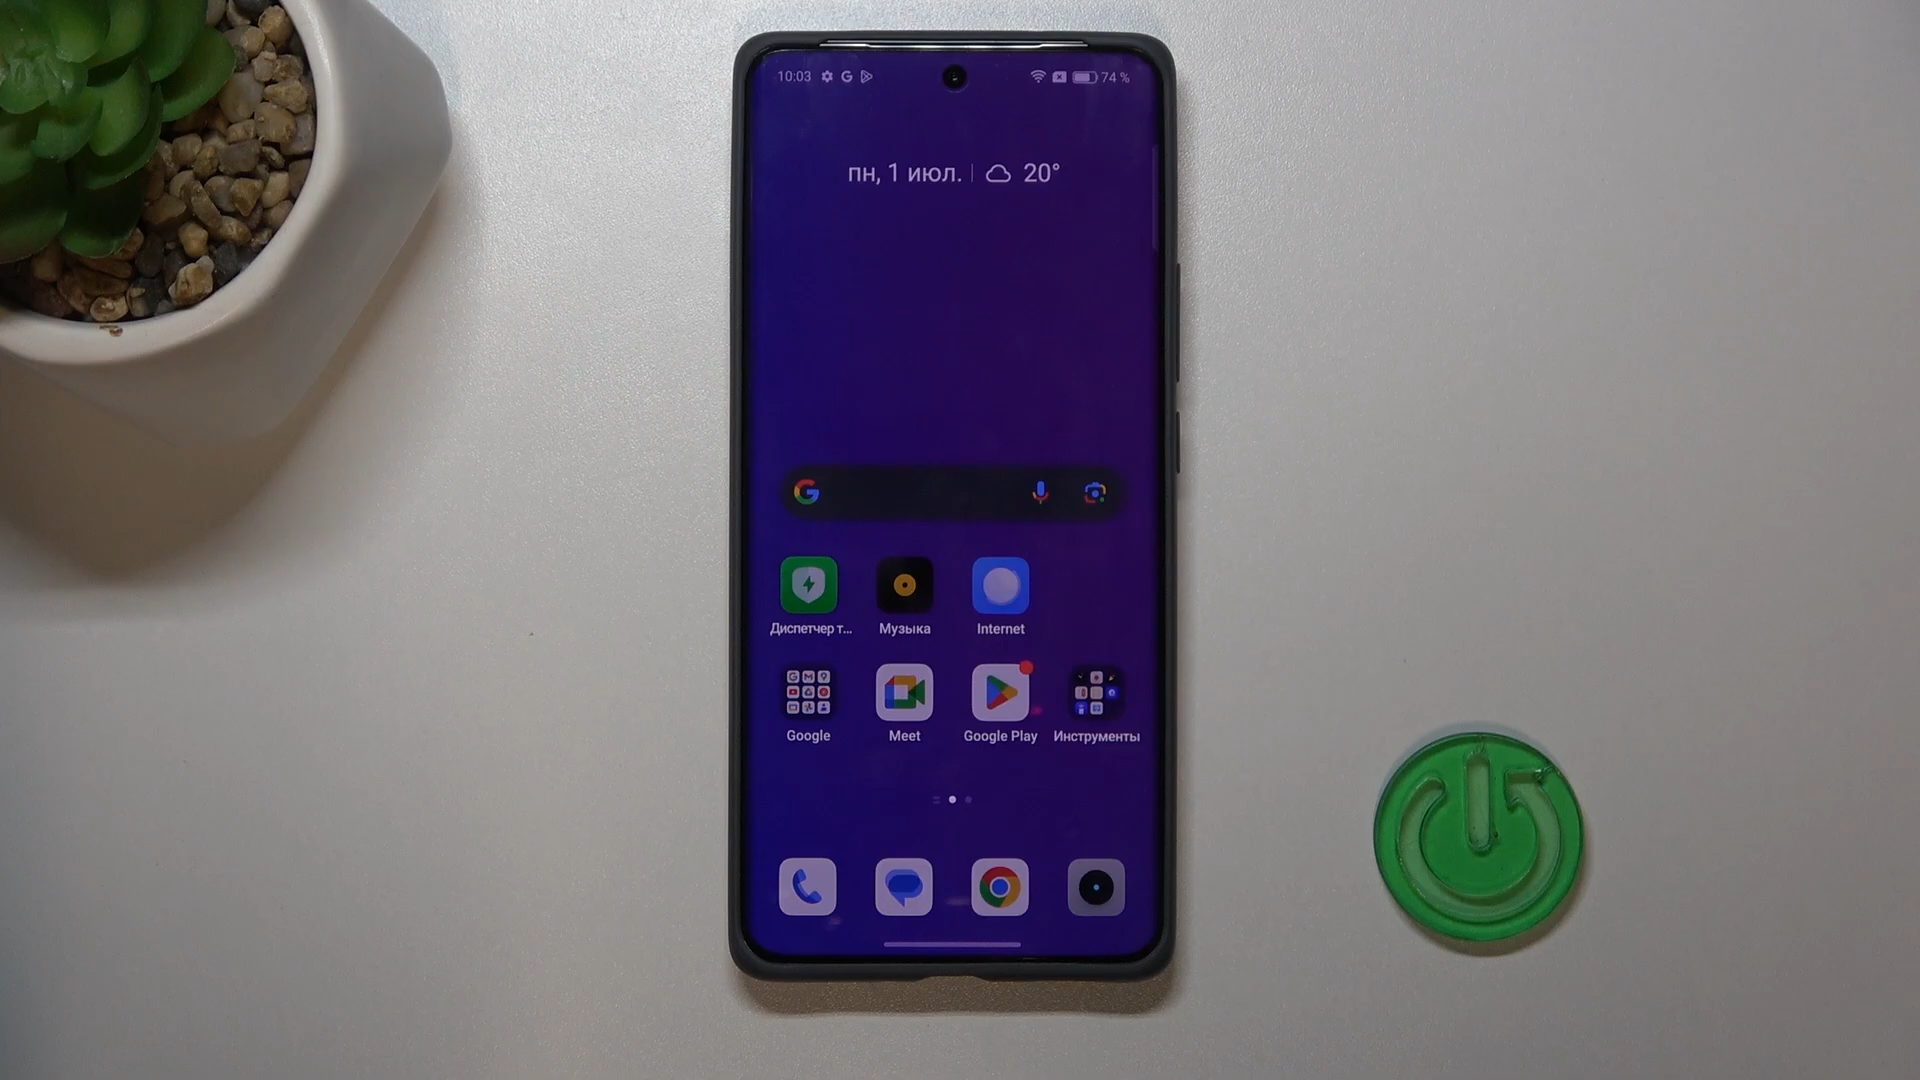 10:03
74 %
пн, 1 июл. 20°
Диспетчер т... Музыка Internet
Google Meet Google Play Инструменты